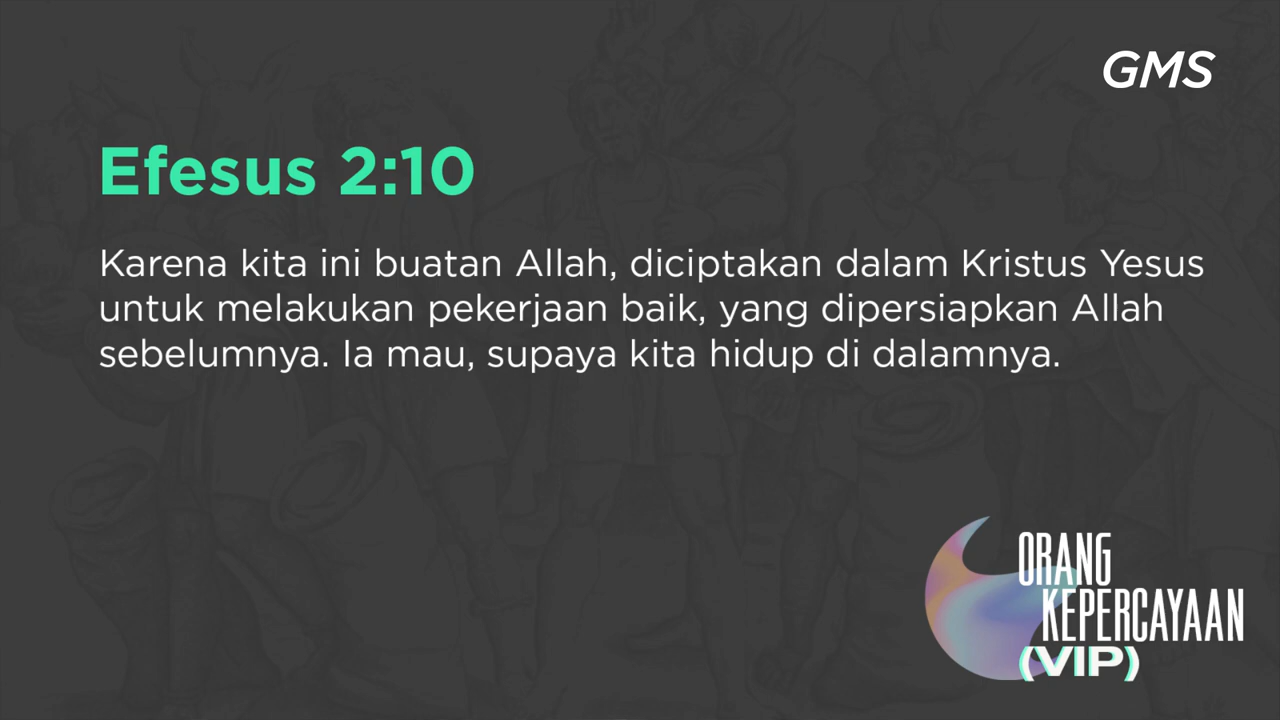 GMS
Efesus 2:10
Karena kita ini buatan Allah, diciptakan dalam Kristus Yesus
untuk melakukan pekerjaan baik, yang dipersiapkan Allah
sebelumnya. Ia mau, supaya kita hidup di dalamnya.
ORANG
KEPERCAYAAN
(VIP)